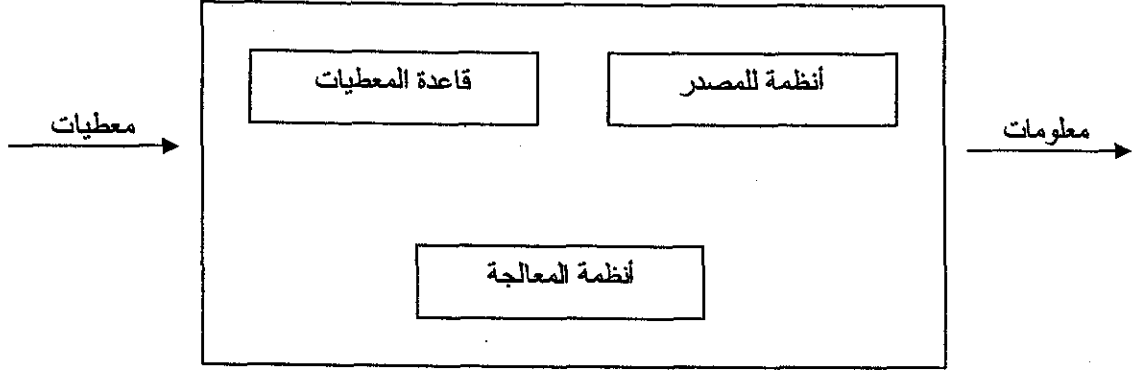 أنظمة للمصدر
قاعدة المعطيات
معطيات
معلومات
أنظمة المعالجة